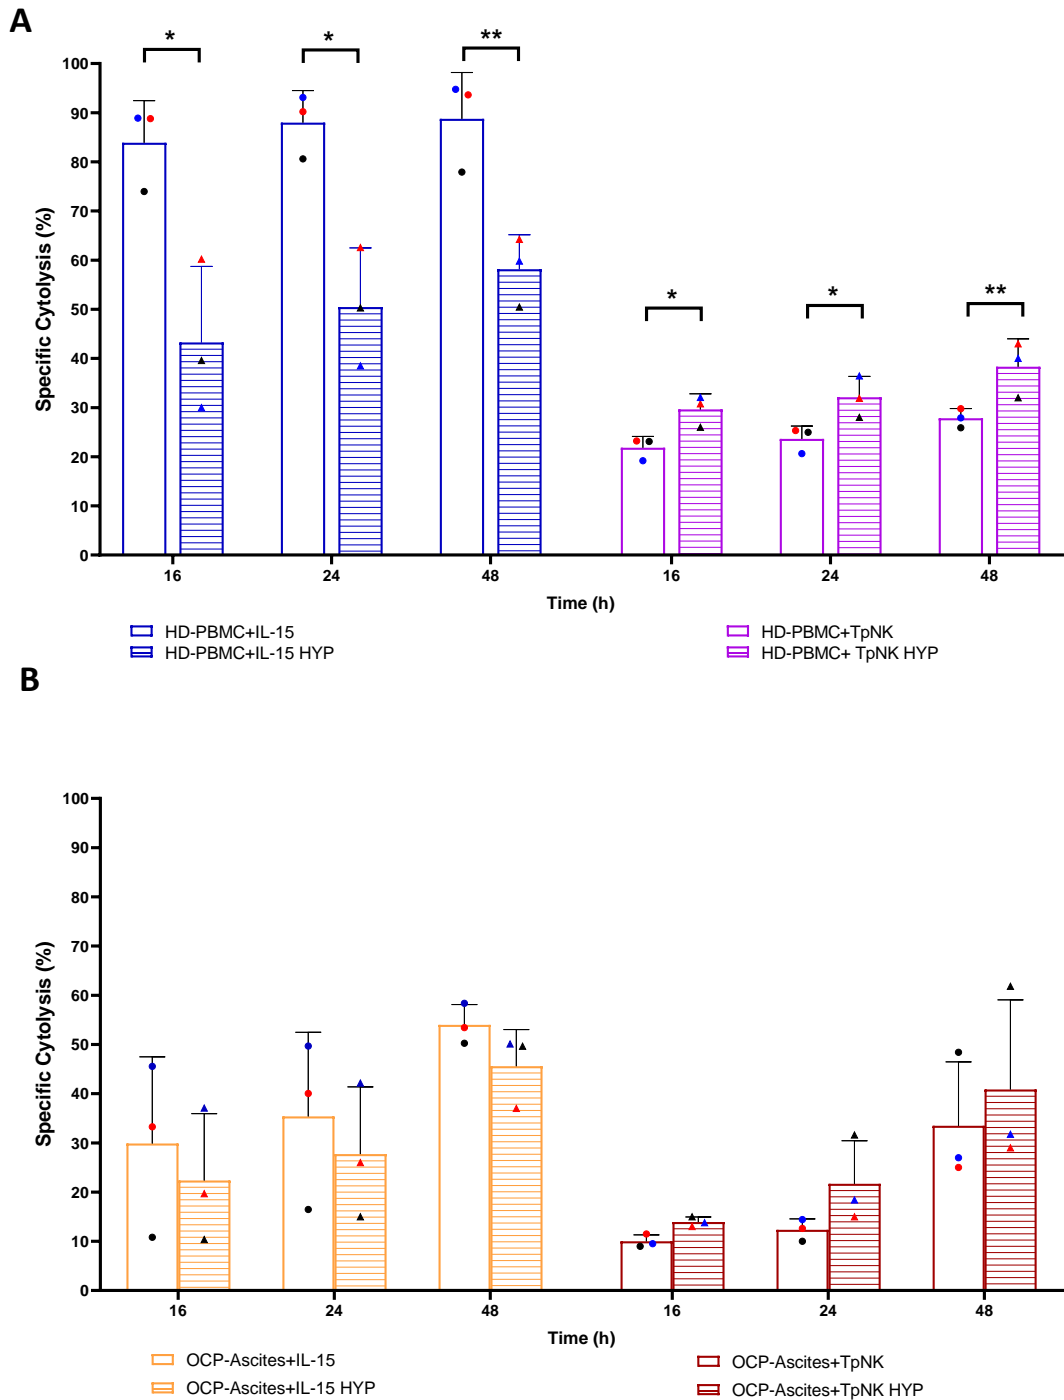 A
* * **
100
90
80
70
60
50
40
30
20
10
0
Specific Cytolysis (%)
* * **
16 24 48 16 24 48
Time (h)
HD-PBMC+IL-15
HD-PBMC+IL-15 HYP
HD-PBMC+TpNK
HD-PBMC+ TpNK HYP
B
100
90
80
70
60
50
40
30
20
10
0
Specific Cytolysis (%)
16 24 48 16 24 48
Time (h)
OCP-Ascites+IL-15
OCP-Ascites+IL-15 HYP
OCP-Ascites+TpNK
OCP-Ascites+TpNK HYP